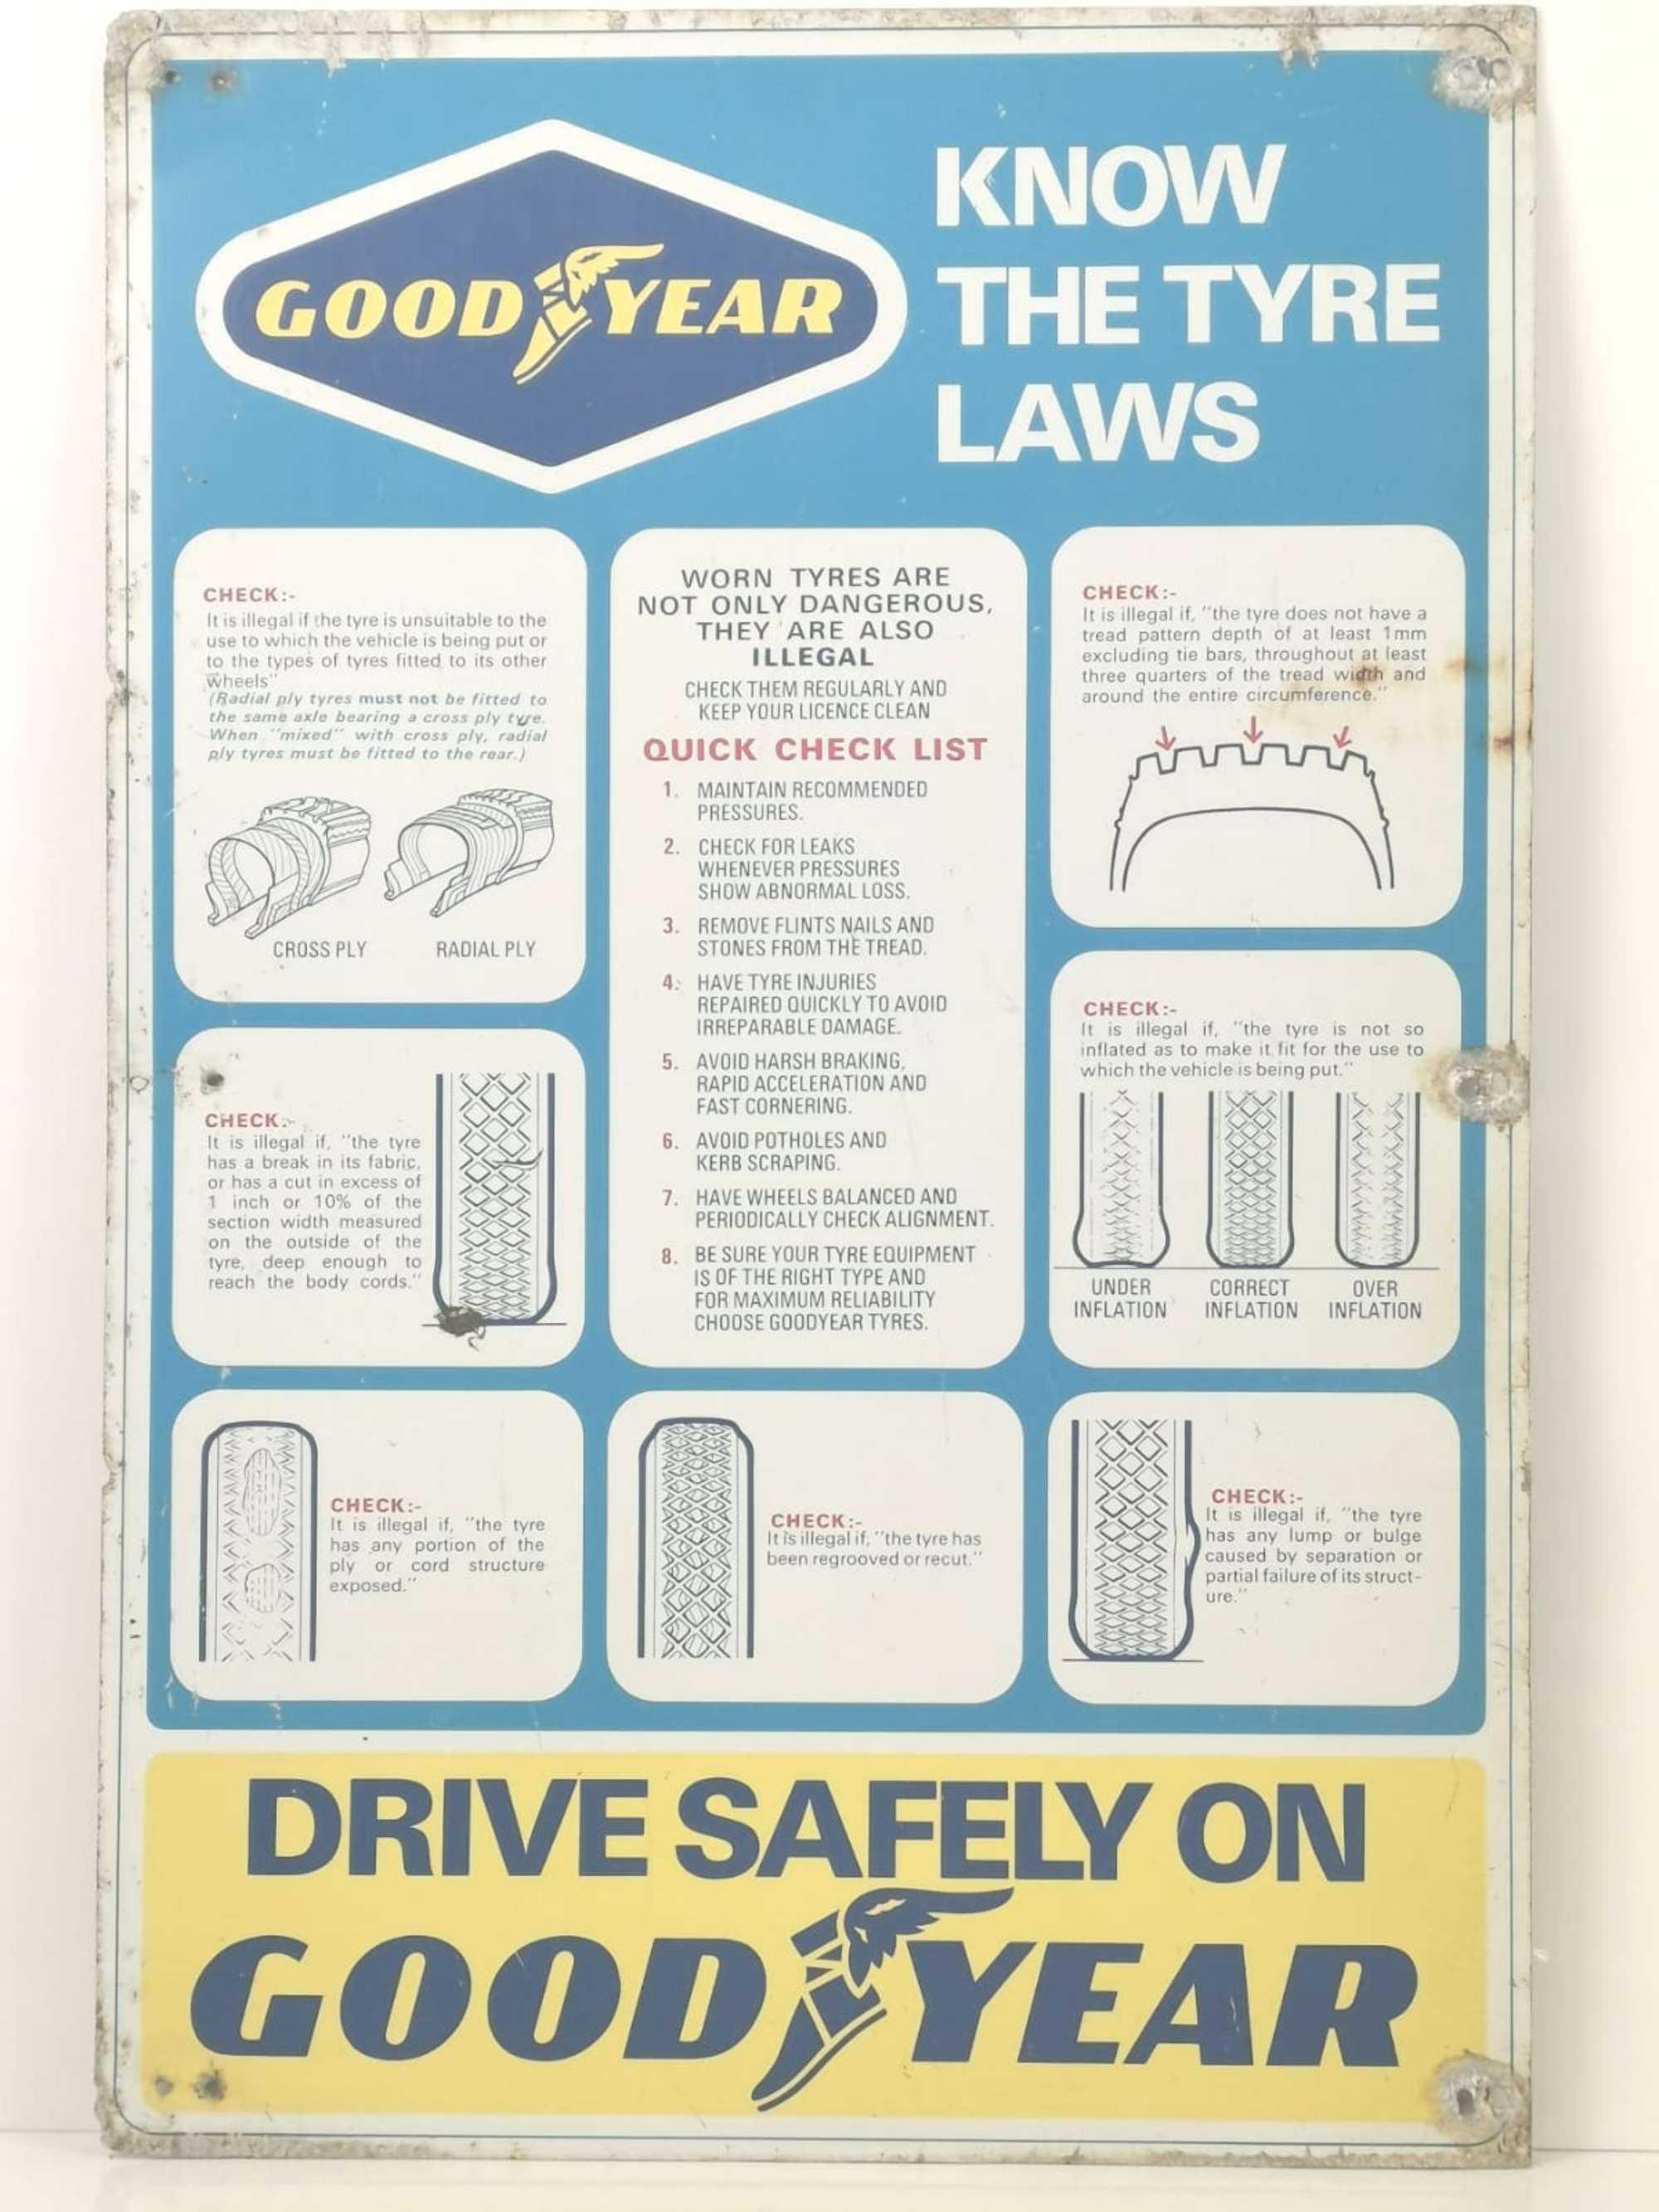 GOODYEAR
KNOW
THE TYRE
LAWS
CHECK:-
It is illegal if the tyre is unsuitable to the
use to which the vehicle is being put or
to the types of tyres fitted to its other
wheels"
(Radial ply tyres must not be fitted to
the same axle bearing a cross ply tyre.
When "mixed" with cross ply, radial
ply tyres must be fitted to the rear.)
CROSS PLY
RADIAL PLY
CHECK:-
It is illegal if, "the tyre
has a break in its fabric,
or has a cut in excess of
1 inch or 10% of the
section width measured
on the outside of the
tyre, deep enough to
reach the body cords."
WORN TYRES ARE
NOT ONLY DANGEROUS,
THEY ARE ALSO
ILLEGAL
CHECK THEM REGULARLY AND
KEEP YOUR LICENCE CLEAN
QUICK CHECK LIST
1. MAINTAIN RECOMMENDED
PRESSURES.
2. CHECK FOR LEAKS
WHENEVER PRESSURES
SHOW ABNORMAL LOSS.
3. REMOVE FLINTS NAILS AND
STONES FROM THE TREAD.
4. HAVE TYRE INJURIES
REPAIRED QUICKLY TO AVOID
IRREPARABLE DAMAGE.
5. AVOID HARSH BRAKING,
RAPID ACCELERATION AND
FAST CORNERING.
6. AVOID POTHOLES AND
KERB SCRAPING.
7. HAVE WHEELS BALANCED AND
PERIODICALLY CHECK ALIGNMENT.
8. BE SURE YOUR TYRE EQUIPMENT
IS OF THE RIGHT TYPE AND
FOR MAXIMUM RELIABILITY
CHOOSE GOODYEAR TYRES.
CHECK:-
It is illegal if, "the tyre does not have a
tread pattern depth of at least 1mm
excluding tie bars, throughout at least
three quarters of the tread width and
around the entire circumference."
CHECK:-
It is illegal if, "the tyre is not so
inflated as to make it fit for the use to
which the vehicle is being put."
UNDER
INFLATION
CORRECT
INFLATION
OVER
INFLATION
CHECK:-
It is illegal if, "the tyre
has any portion of the
ply or cord structure
exposed."
CHECK:-
It is illegal if, "the tyre has
been regrooved or recut."
CHECK:-
It is illegal if, "the tyre
has any lump or bulge
caused by separation or
partial failure of its struct-
ure."
DRIVE SAFELY ON
GOODYEAR